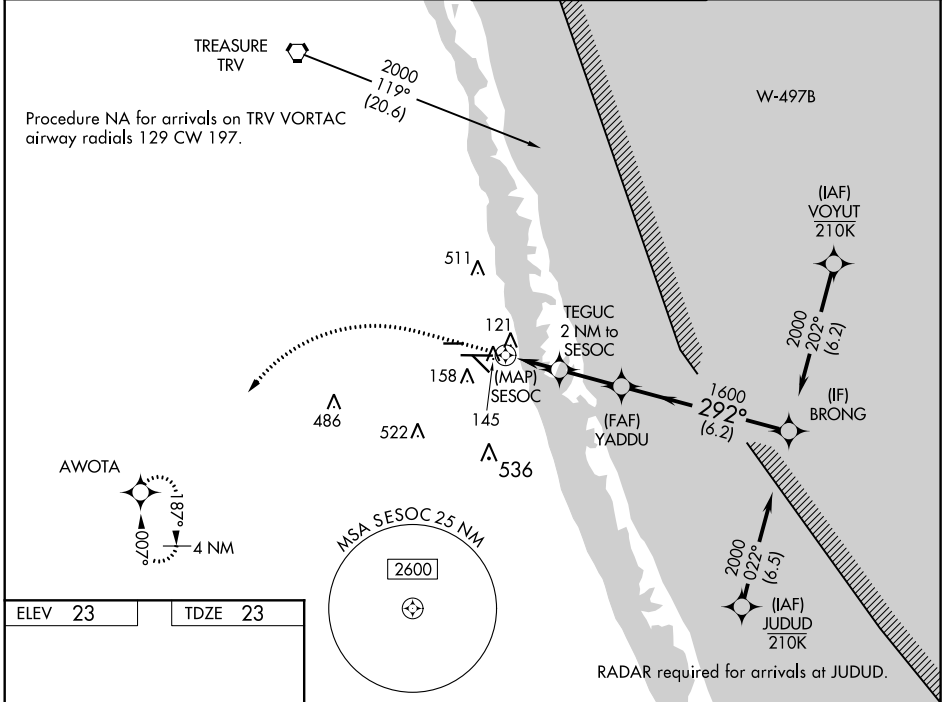 TREASURE
TRV
2000
119°
(20.6)
W-497B
Procedure NA for arrivals on TRV VORTAC
airway radials 129 CW 197.
(IAF)
VOYUT
210K
511
TEGUC
2 NM to
SESOC
2000
202°
(6.2)
121
158
(MAP)
SESOC
145
(FAF)
YADDU
1600
292°
(6.2)
(IF)
BRONG
486
522
536
AWOTA
187°
007°
4 NM
MSA SESOC 25 NM
2600
2000
022°
(6.5)
(IAF)
JUDUD
210K
ELEV 23
TDZE 23
RADAR required for arrivals at JUDUD.